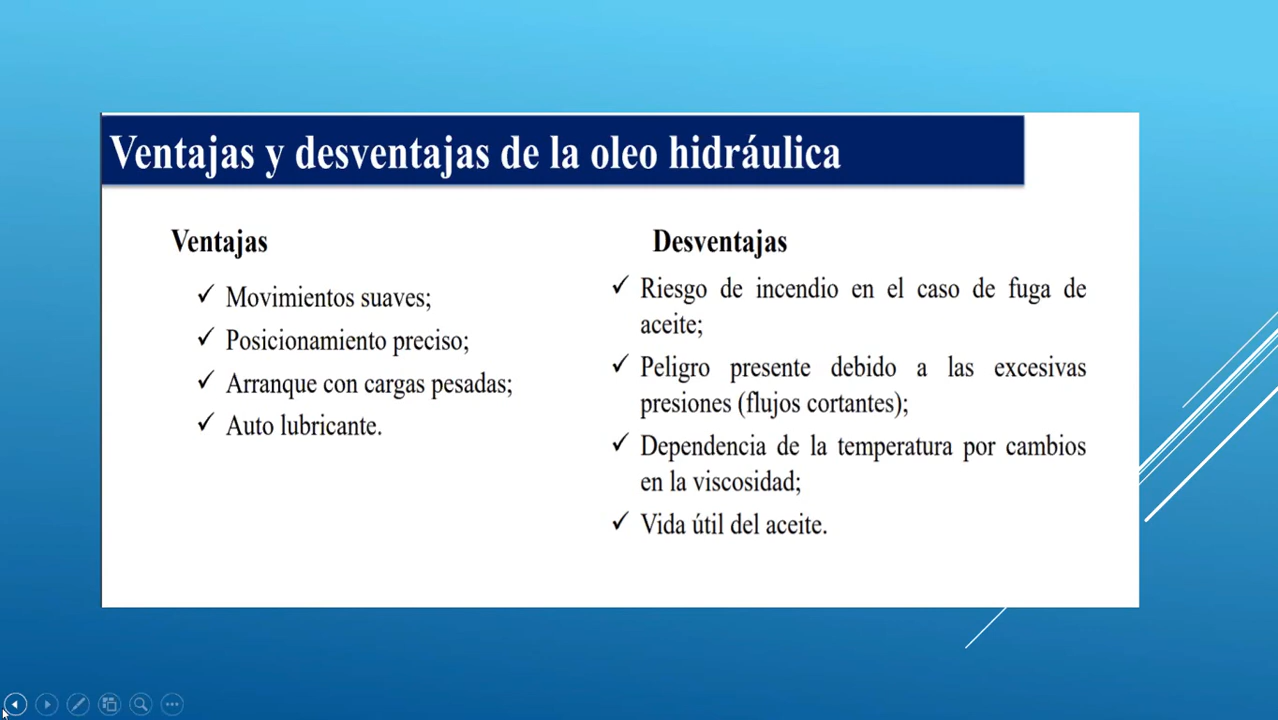 Ventajas y desventajas de la oleo hidráulica
Ventajas
✓ Movimientos suaves;
✓ Posicionamiento preciso;
✓ Arranque con cargas pesadas;
✓ Auto lubricante.
Desventajas
✓ Riesgo de incendio en el caso de fuga de
aceite;
✓ Peligro presente debido a las excesivas
presiones (flujos cortantes);
✓ Dependencia de la temperatura por cambios
en la viscosidad;
✓ Vida útil del aceite.